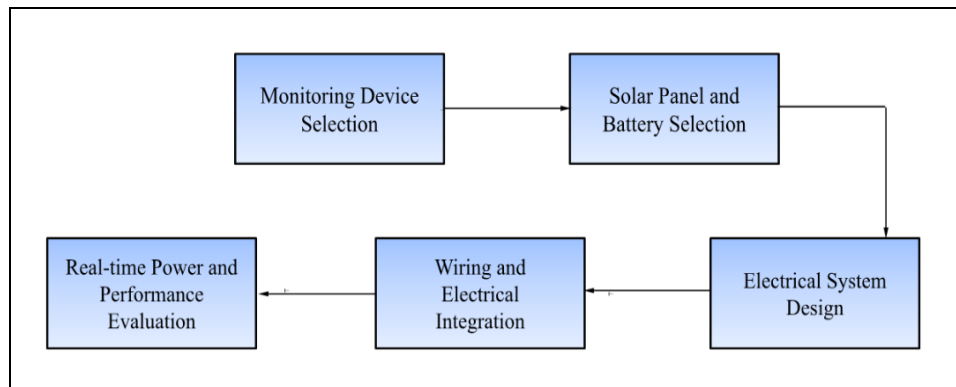 Monitoring Device
Selection
Solar Panel and
Battery Selection
Electrical System
Design
Wiring and
Electrical
Integration
Real-time Power and
Performance
Evaluation